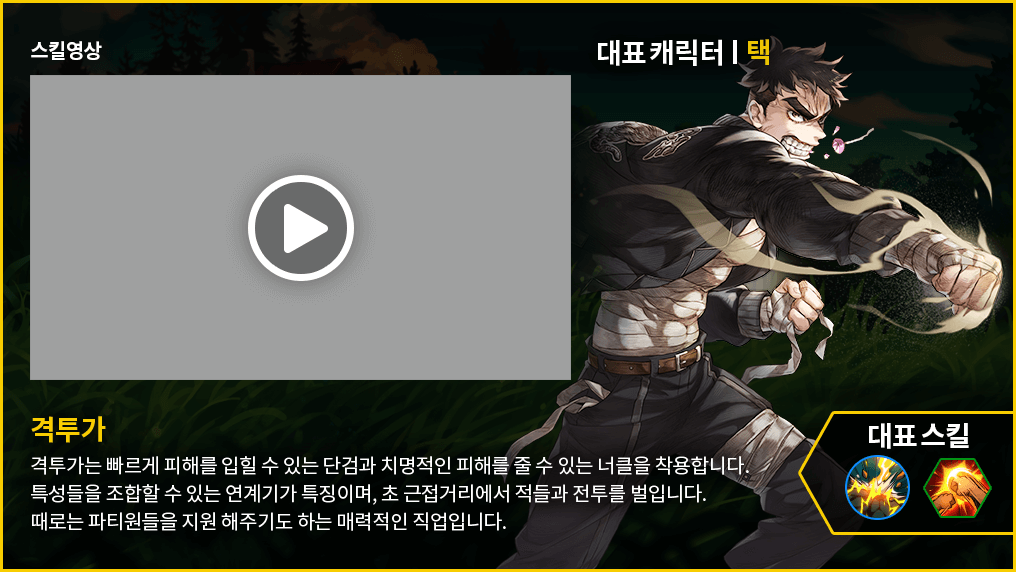 스킬영상
대표 캐릭터 | 택
격투가
격투가는 빠르게 피해를 입힐 수 있는 단검과 치명적인 피해를 줄 수 있는 너클을 착용합니다.
특성들을 조합할 수 있는 연계기가 특징이며, 초 근접거리에서 적들과 전투를 벌입니다.
때로는 파티원들을 지원 해주기도 하는 매력적인 직업입니다.
대표 스킬